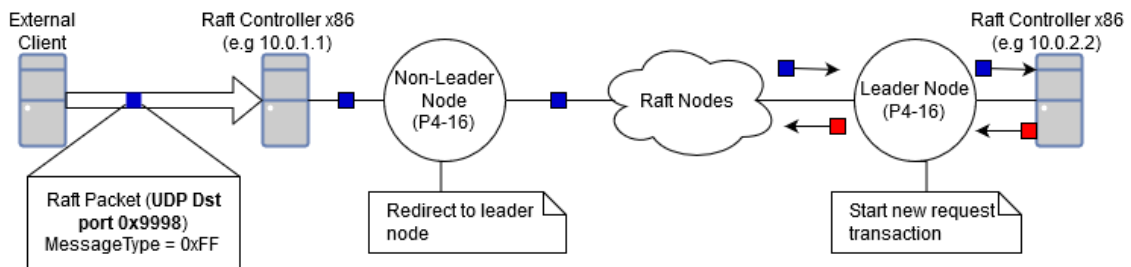 External
Client
Raft Controller x86
(e.g 10.0.1.1)
Non-Leader
Node
(P4-16)
Raft Nodes
Leader Node
(P4-16)
Raft Controller x86
(e.g 10.0.2.2)
Raft Packet (UDP Dst
port 0x9998)
MessageType = 0xFF
Redirect to leader
node
Start new request
transaction